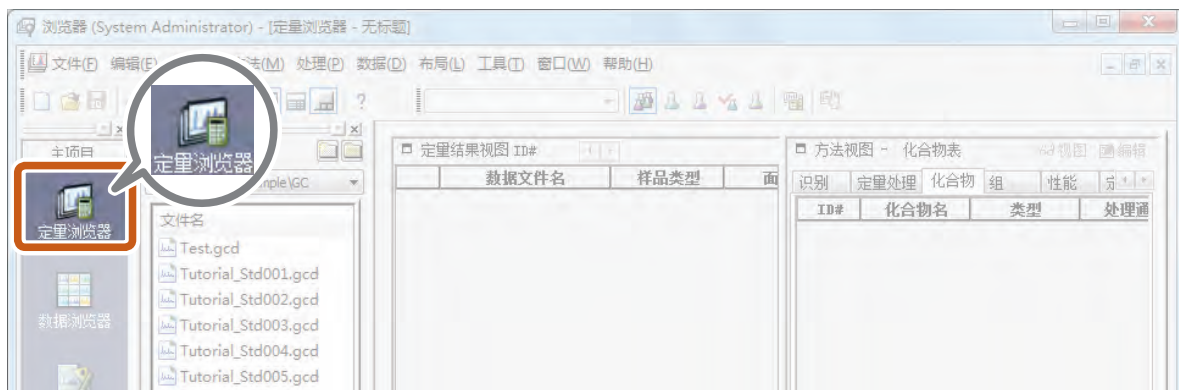 浏览器 (System Administrator) - [定量浏览器 - 无标题]
文件(F) 编辑(E) 法(M) 处理(P) 数据(D) 布局(L) 工具(T) 窗口(W) 帮助(H)
定量浏览器
主项目
定量浏览器
数据浏览器
mple\GC
文件名
Test.gcd
Tutorial_Std001.gcd
Tutorial_Std002.gcd
Tutorial_Std003.gcd
Tutorial_Std004.gcd
Tutorial_Std005.gcd
定量结果视图 ID#
数据文件名 样品类型 面
方法视图 - 化合物表 视图 编辑
识别 定量处理 化合物 组 性能
ID# 化合物名 类型 处理通